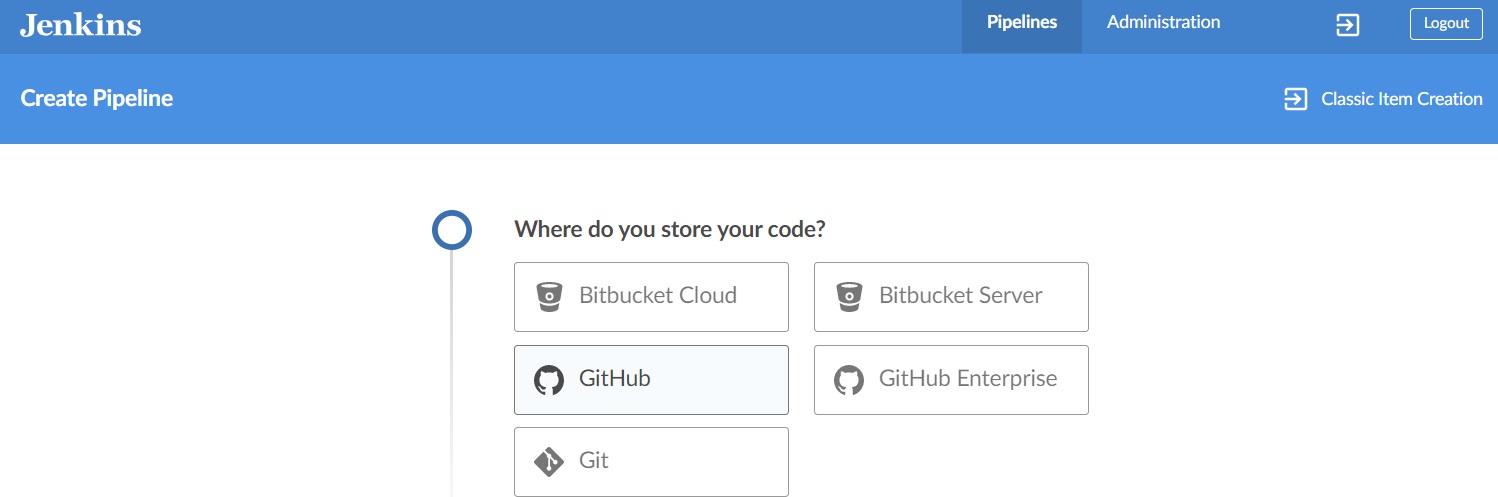 Jenkins
Pipelines
Administration
Logout
Create Pipeline
Classic Item Creation
Where do you store your code?
Bitbucket Cloud
Bitbucket Server
GitHub
GitHub Enterprise
Git